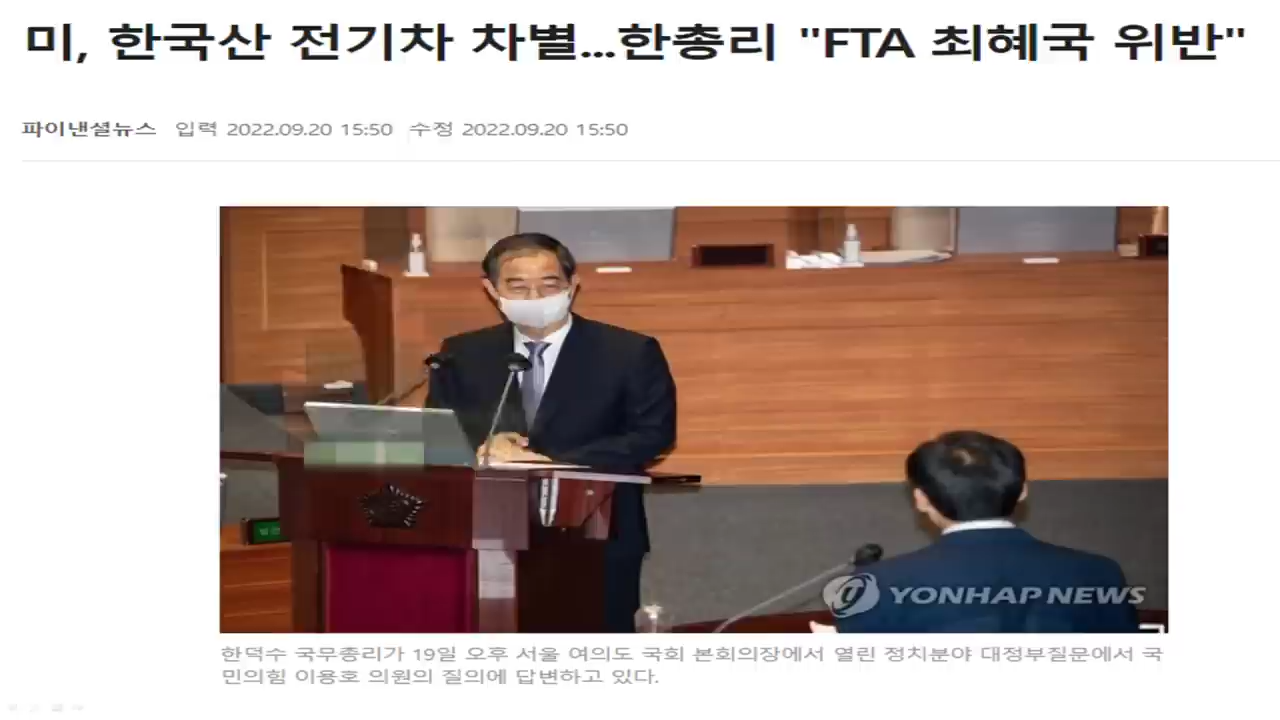 미, 한국산 전기차 차별...한총리 "FTA 최혜국 위반"
파이낸셜뉴스 입력 2022.09.20 15:50 수정 2022.09.20 15:50
YONHAP NEWS
한덕수 국무총리가 19일 오후 서울 여의도 국회 본회의장에서 열린 정치분야 대정부질문에서 국
민의힘 이용호 의원의 질의에 답변하고 있다.